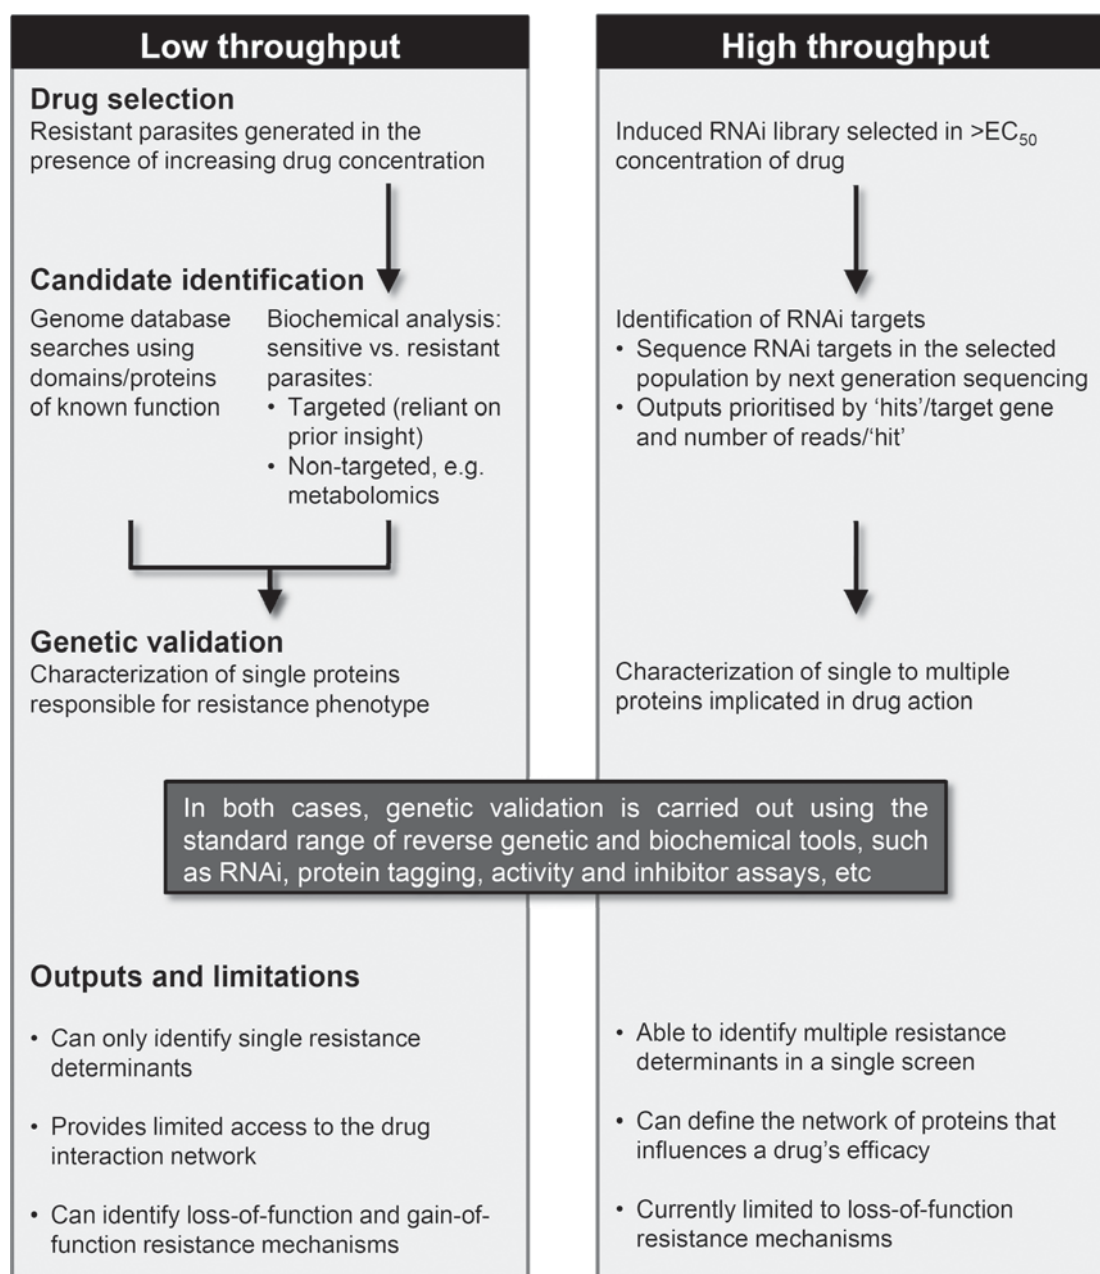 Low throughput
Drug selection
Resistant parasites generated in the
presence of increasing drug concentration
Candidate identification
Genome database
searches using
domains/proteins
of known function
Biochemical analysis:
sensitive vs. resistant
parasites:
• Targeted (reliant on
prior insight)
• Non-targeted, e.g.
metabolomics
Genetic validation
Characterization of single proteins
responsible for resistance phenotype
High throughput
Induced RNAi library selected in >EC50
concentration of drug
Identification of RNAi targets
• Sequence RNAi targets in the selected
population by next generation sequencing
• Outputs prioritised by ‘hits’/target gene
and number of reads/‘hit’
Characterization of single to multiple
proteins implicated in drug action
In both cases, genetic validation is carried out using the
standard range of reverse genetic and biochemical tools, such
as RNAi, protein tagging, activity and inhibitor assays, etc
Outputs and limitations
• Can only identify single resistance
determinants
• Provides limited access to the drug
interaction network
• Can identify loss-of-function and gain-of-
function resistance mechanisms
• Able to identify multiple resistance
determinants in a single screen
• Can define the network of proteins that
influences a drug’s efficacy
• Currently limited to loss-of-function
resistance mechanisms